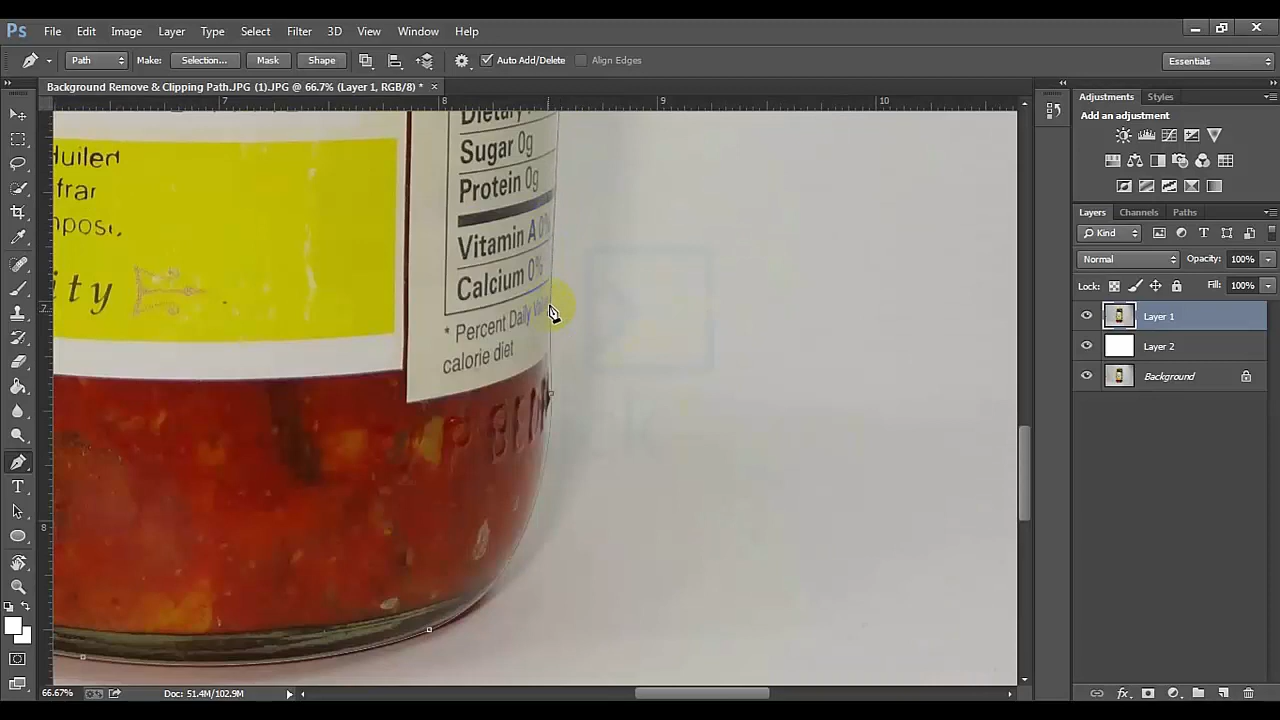 Ps File Edit Image Layer Type Select Filter 3D View Window Help
Path Make: Selection... Mask Shape Auto Add/Delete Align Edges Essentials
Background Remove & Clipping Path.JPG (1).JPG @ 66.7% (Layer 1, RGB/8) *
7 8 9 10
Adjustments Styles
Add an adjustment
Layers Channels Paths
Kind
Normal Opacity: 100%
Lock: Fill: 100%
Layer 1
Layer 2
Background
Dietary
Sugar 0g
Protein 0g
Vitamin A 0%
Calcium 0%
* Percent Daily
calorie diet
ity
7
8
66.67% Doc: 51.4M/102.9M